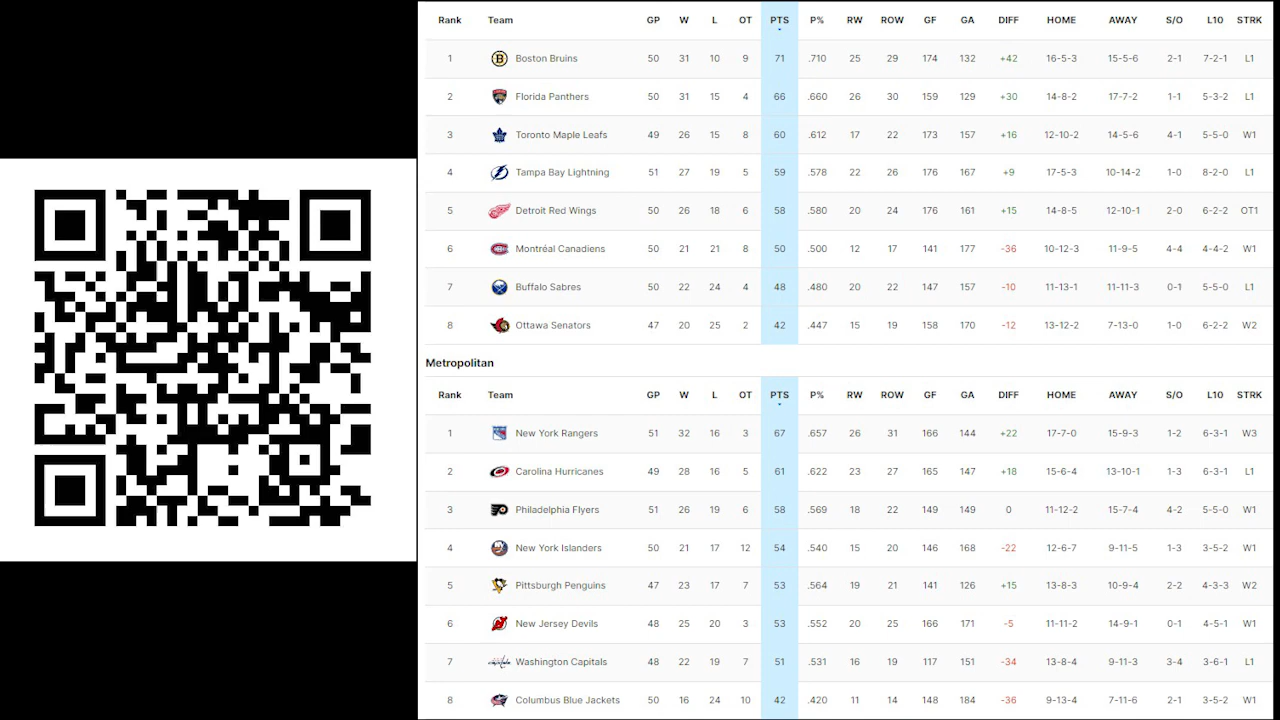 Rank Team GP W L OT PTS P% RW ROW GF GA DIFF HOME AWAY S/O L10 STRK
1 Boston Bruins 50 31 10 9 71 .710 25 29 174 132 +42 16-5-3 15-5-6 2-1 7-2-1 L1
2 Florida Panthers 50 31 15 4 66 .660 26 30 159 129 +30 14-8-2 17-7-2 1-1 5-3-2 L1
3 Toronto Maple Leafs 49 26 15 8 60 .612 17 22 173 157 +16 12-10-2 14-5-6 4-1 5-5-0 W1
4 Tampa Bay Lightning 51 27 19 5 59 .578 22 26 176 167 +9 17-5-3 10-14-2 1-0 8-2-0 L1
5 Detroit Red Wings 50 26 18 6 58 .580 20 24 176 161 +15 14-8-5 12-10-1 2-0 6-2-2 OT1
6 Montréal Canadiens 50 21 21 8 50 .500 12 17 141 177 -36 10-12-3 11-9-5 4-4 4-4-2 W1
7 Buffalo Sabres 50 22 24 4 48 .480 20 22 147 157 -10 11-13-1 11-11-3 0-1 5-5-0 L1
8 Ottawa Senators 47 20 25 2 42 .447 15 19 158 170 -12 13-12-2 7-13-0 1-0 6-2-2 W2
Metropolitan
Rank Team GP W L OT PTS P% RW ROW GF GA DIFF HOME AWAY S/O L10 STRK
1 New York Rangers 51 32 16 3 67 .657 26 31 166 144 +22 17-7-0 15-9-3 1-2 6-3-1 W3
2 Carolina Hurricanes 49 28 16 5 61 .622 23 27 165 147 +18 15-6-4 13-10-1 1-3 6-3-1 L1
3 Philadelphia Flyers 51 26 19 6 58 .569 18 22 149 149 0 11-12-2 15-7-4 4-2 5-5-0 W1
4 New York Islanders 50 21 17 12 54 .540 15 20 146 168 -22 12-6-7 9-11-5 1-3 3-5-2 W1
5 Pittsburgh Penguins 47 23 17 7 53 .564 19 21 141 126 +15 13-8-3 10-9-4 2-2 4-3-3 W2
6 New Jersey Devils 48 25 20 3 53 .552 20 25 166 171 -5 11-11-2 14-9-1 0-1 4-5-1 W1
7 Washington Capitals 48 22 19 7 51 .531 16 19 117 151 -34 13-8-4 9-11-3 3-4 3-6-1 L1
8 Columbus Blue Jackets 50 16 24 10 42 .420 11 14 148 184 -36 9-13-4 7-11-6 2-1 3-5-2 W1